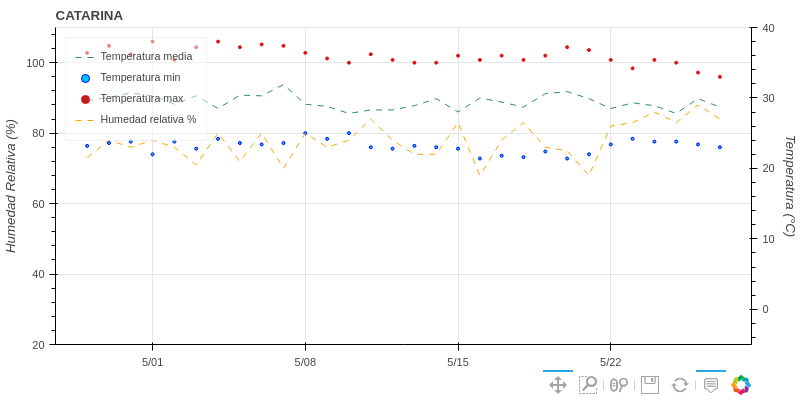 CATARINA
Temperatura media
Temperatura min
Temperatura max
Humedad relativa %
Humedad Relativa (%)
100
80
60
40
20
Temperatura (°C)
40
30
20
10
0
5/01
5/08
5/15
5/22